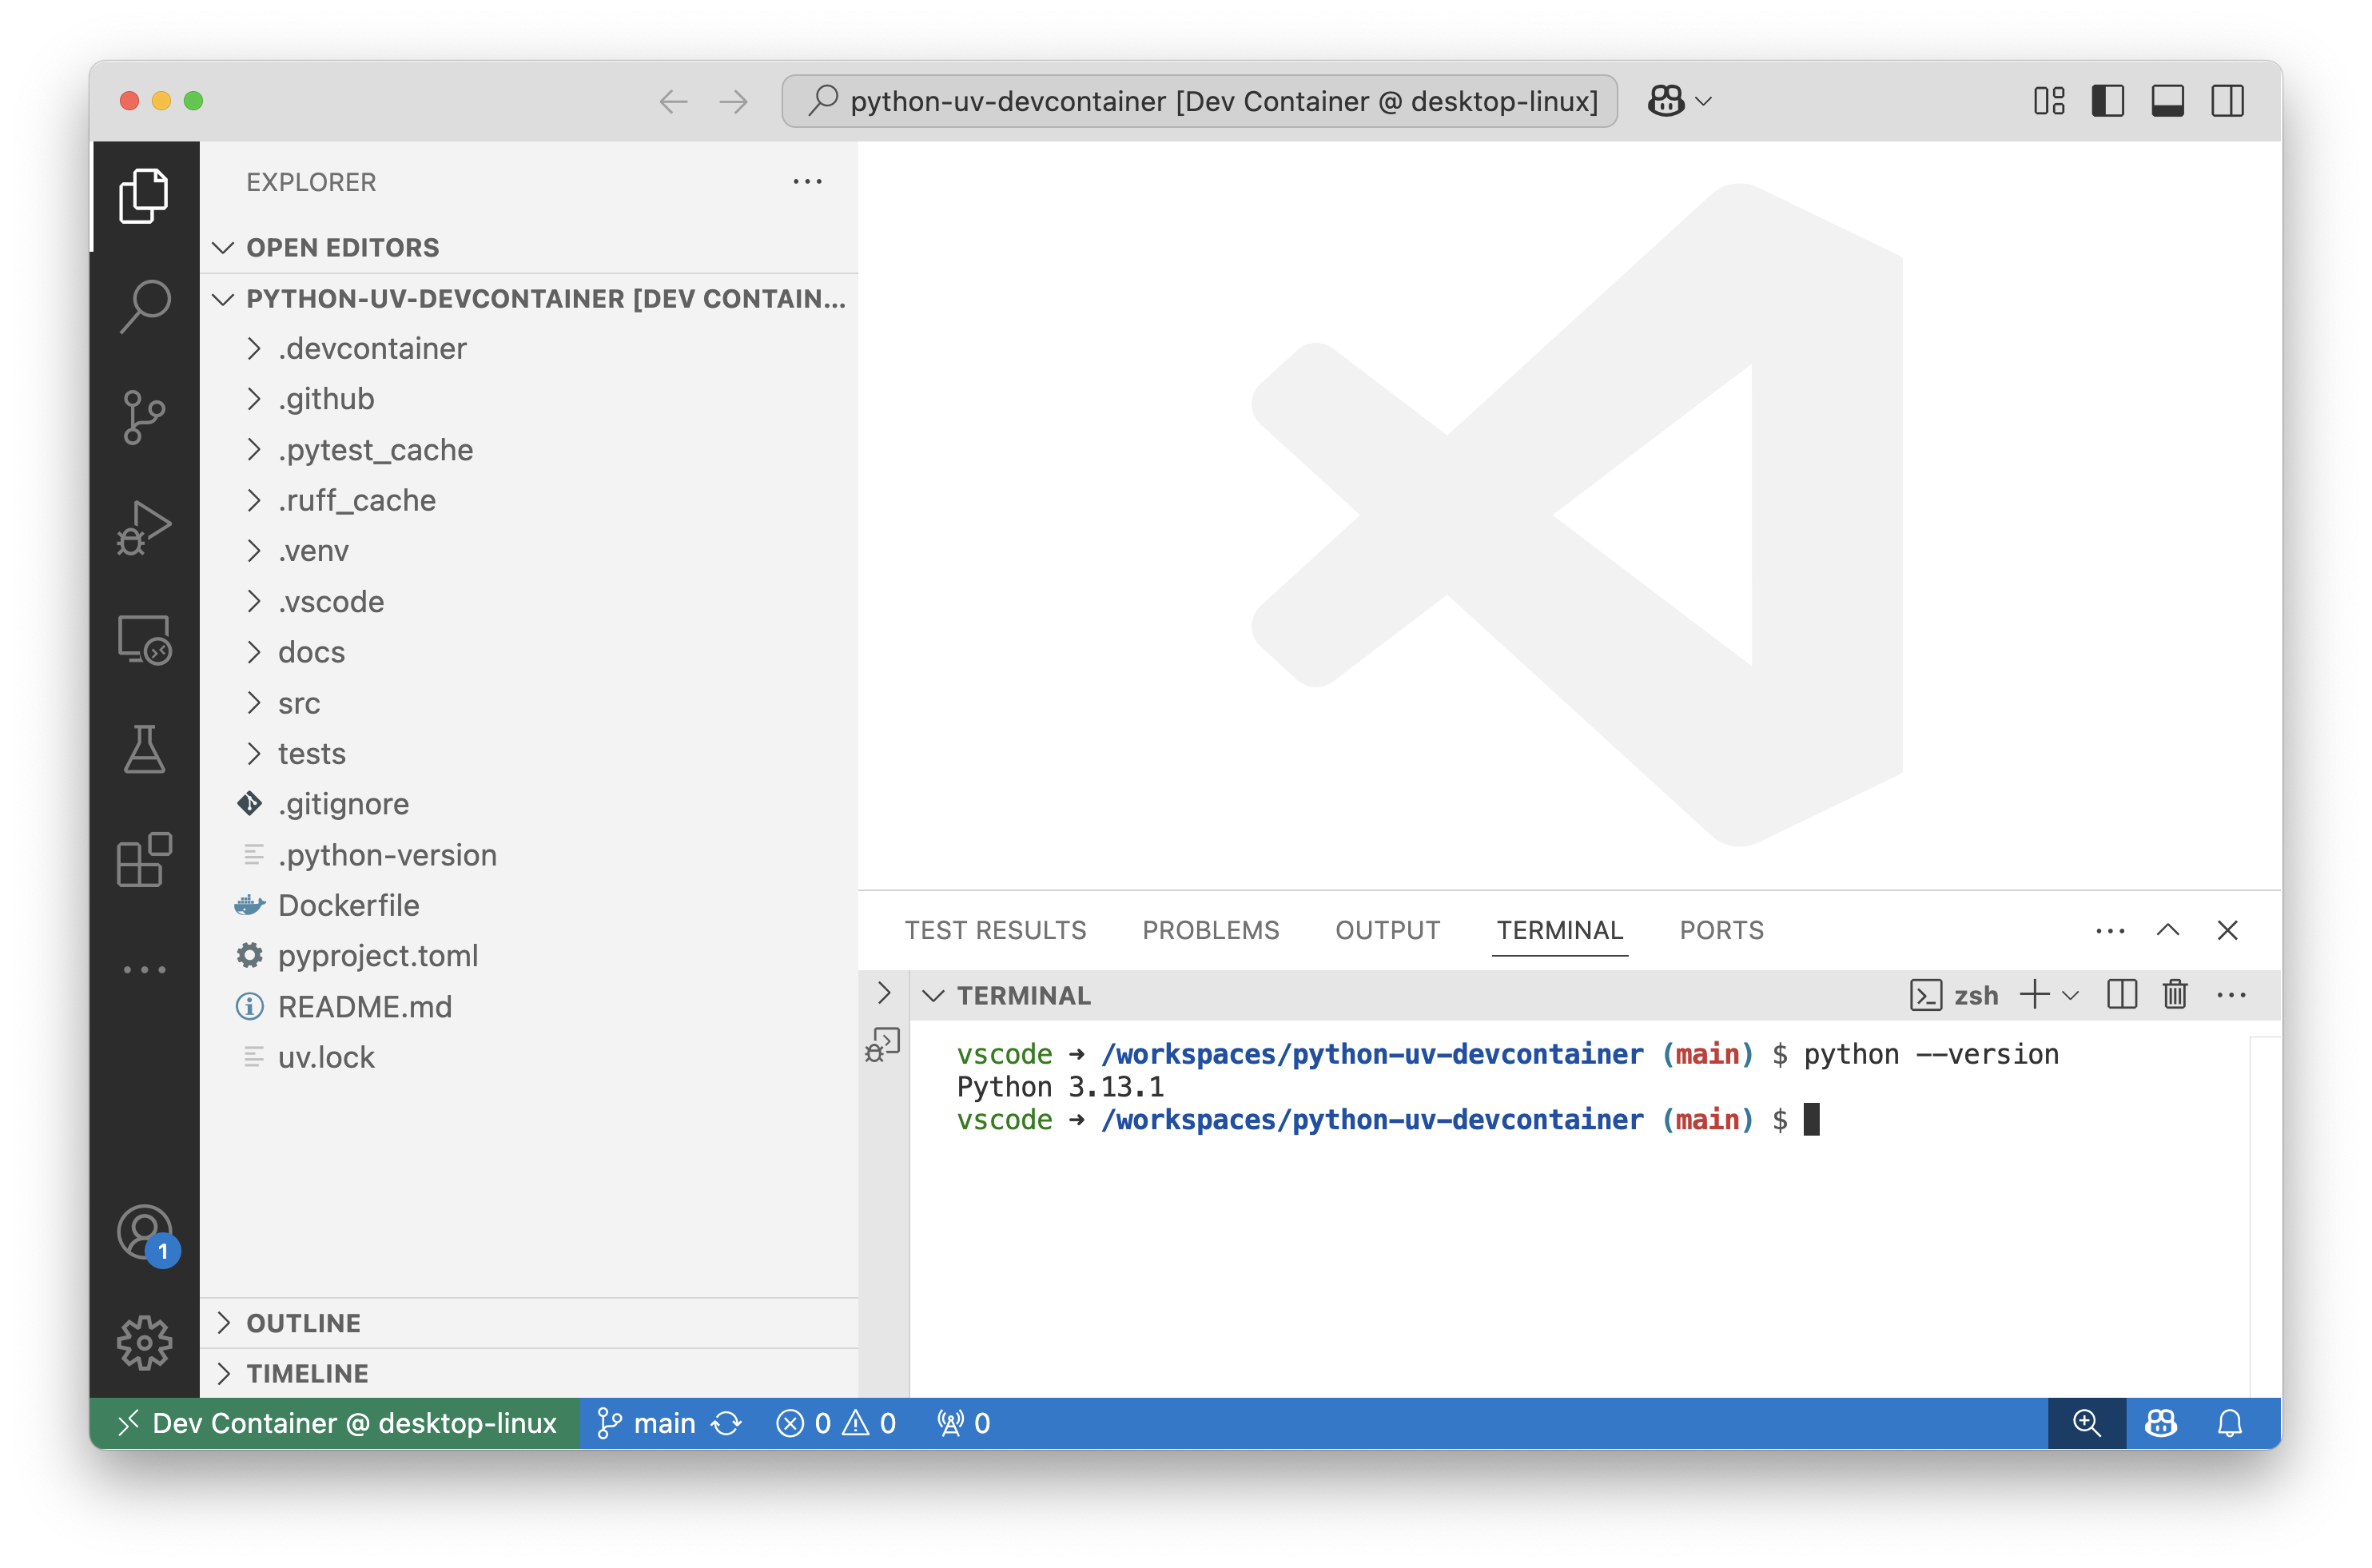 python-uv-devcontainer [Dev Container @ desktop-linux]
EXPLORER
OPEN EDITORS
PYTHON-UV-DEVCONTAINER [DEV CONTAIN...
.devcontainer
.github
.pytest_cache
.ruff_cache
.venv
.vscode
docs
src
tests
.gitignore
.python-version
Dockerfile
pyproject.toml
README.md
uv.lock
1
OUTLINE
TIMELINE
TEST RESULTS PROBLEMS OUTPUT TERMINAL PORTS
TERMINAL zsh
vscode ➜ /workspaces/python-uv-devcontainer (main) $ python --version
Python 3.13.1
vscode ➜ /workspaces/python-uv-devcontainer (main) $
Dev Container @ desktop-linux main 0 0 0